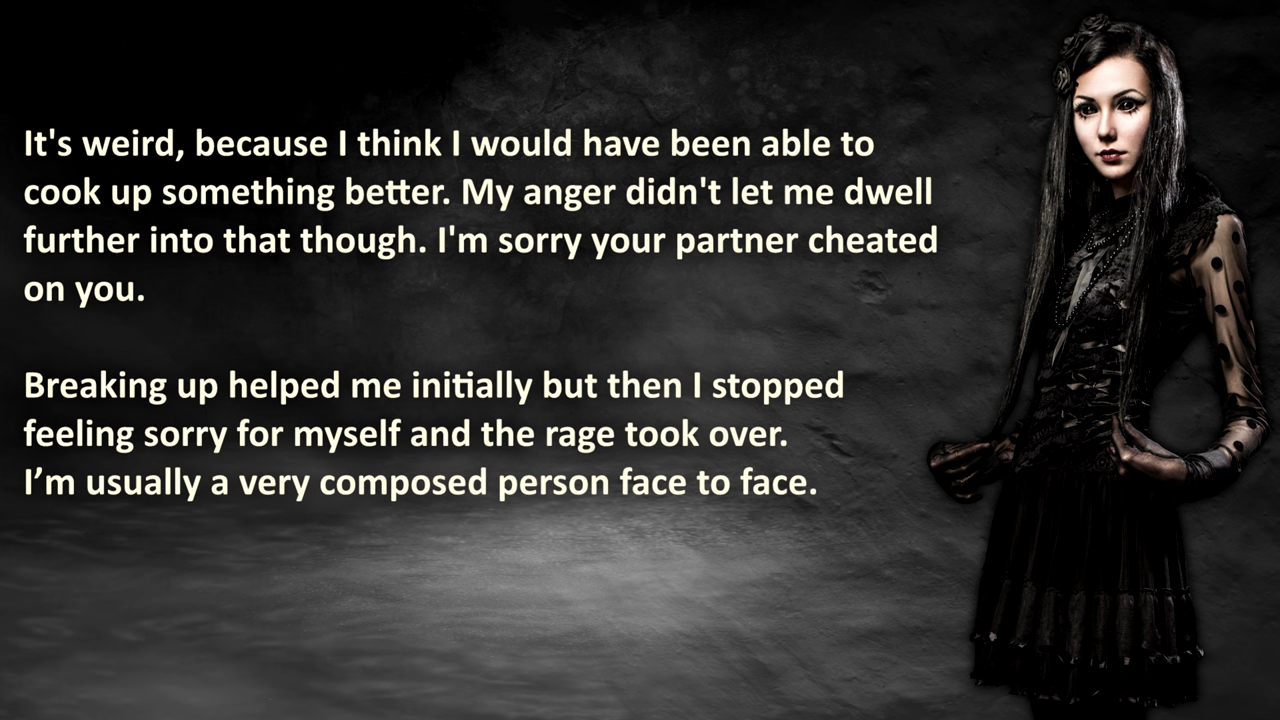 It's weird, because I think I would have been able to
cook up something better. My anger didn't let me dwell
further into that though. I'm sorry your partner cheated
on you.
Breaking up helped me initially but then I stopped
feeling sorry for myself and the rage took over.
I’m usually a very composed person face to face.